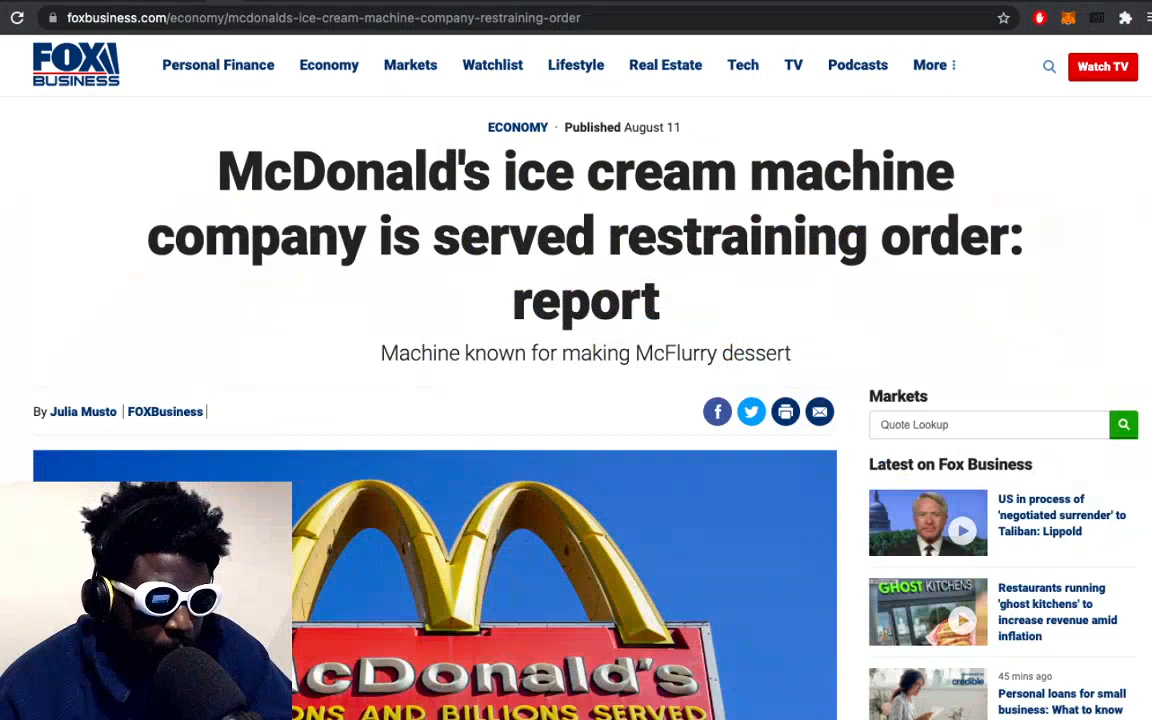 foxbusiness.com/economy/mcdonalds-ice-cream-machine-company-restraining-order
FOX
BUSINESS
Personal Finance Economy Markets Watchlist Lifestyle Real Estate Tech TV Podcasts More
Watch TV
ECONOMY · Published August 11
McDonald's ice cream machine
company is served restraining order:
report
Machine known for making McFlurry dessert
By Julia Musto | FOXBusiness|
Markets
Quote Lookup
Latest on Fox Business
US in process of
'negotiated surrender' to
Taliban: Lippold
GHOST KITCHENS
Restaurants running
'ghost kitchens' to
increase revenue amid
inflation
credible
45 mins ago
Personal loans for small
business: What to know
cDonald's
ONS AND BILLIONS SERVED